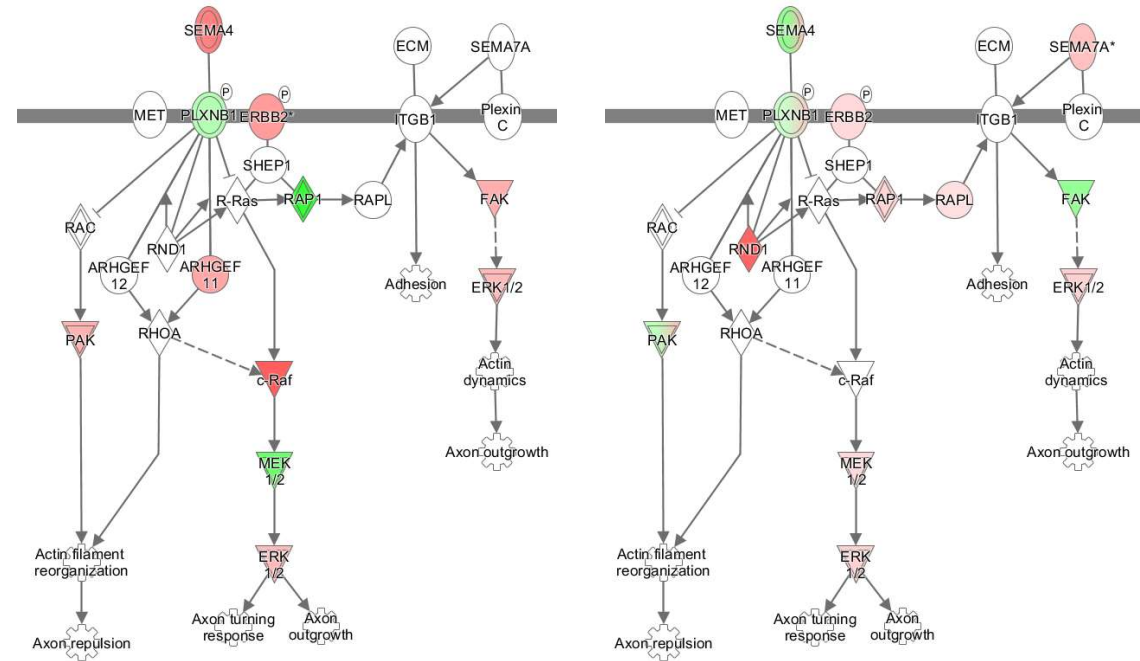 SEMA4
ECM
SEMA7A
P
P
MET
PLXNB1
ERBB2*
ITGB1
Plexin
C
SHEP1
R-Ras
RAP1
RAPL
FAK
RAC
RND1
ARHGEF
12
ARHGEF
11
Adhesion
ERK1/2
PAK
RHOA
c-Raf
Actin
dynamics
MEK
1/2
Axon outgrowth
Actin filament
reorganization
ERK
1/2
Axon turning
response
Axon
outgrowth
Axon repulsion
SEMA4
ECM
SEMA7A*
P
P
MET
PLXNB1
ERBB2
ITGB1
Plexin
C
SHEP1
R-Ras
RAP1
RAPL
FAK
RAC
RND1
ARHGEF
12
ARHGEF
11
Adhesion
ERK1/2
PAK
RHOA
c-Raf
Actin
dynamics
MEK
1/2
Axon outgrowth
Actin filament
reorganization
ERK
1/2
Axon turning
response
Axon
outgrowth
Axon repulsion